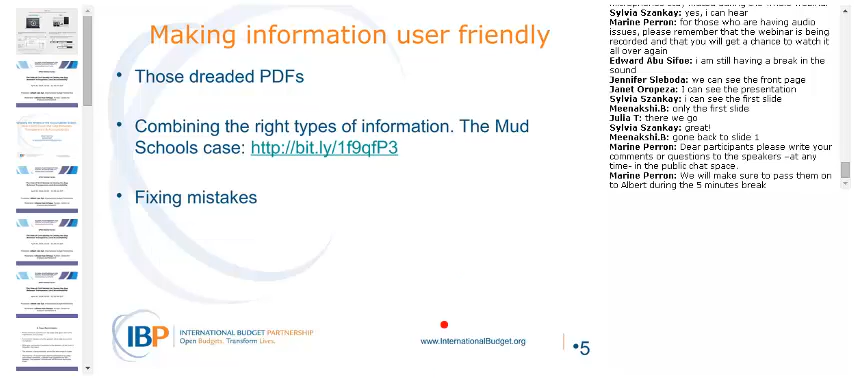 Making information user friendly
• Those dreaded PDFs
• Combining the right types of information. The Mud
Schools case: http://bit.ly/1f9qfP3
• Fixing mistakes
IBP
INTERNATIONAL BUDGET PARTNERSHIP
Open Budgets. Transform Lives.
www.InternationalBudget.org
•5
Sylvia Szankay: yes, i can hear
Marine Perron: for those who are having audio
issues, please remember that the webinar is being
recorded and that you will get a chance to watch it
all over again
Edward Abu Sifoe: i am still having a break in the
sound
Jennifer Sleboda: we can see the front page
Janet Oropeza: I can see the presentation
Sylvia Szankay: i can see the first slide
Meenakshi.B: only the first slide
Julia T: there we go
Sylvia Szankay: great!
Meenakshi.B: gone back to slide 1
Marine Perron: Dear participants please write your
comments or questions to the speakers –at any
time- in the public chat space.
Marine Perron: We will make sure to pass them on
to Albert during the 5 minutes break